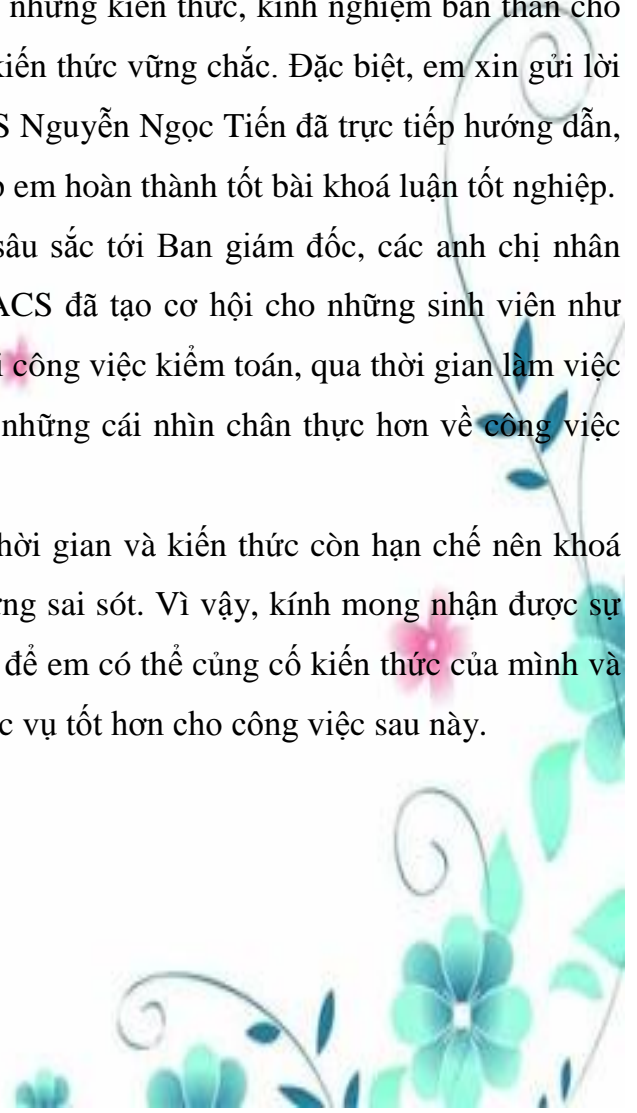 những kiến thức, kinh nghiệm bản thân cho
kiến thức vững chắc. Đặc biệt, em xin gửi lời
S Nguyễn Ngọc Tiến đã trực tiếp hướng dẫn,
em hoàn thành tốt bài khoá luận tốt nghiệp.
sâu sắc tới Ban giám đốc, các anh chị nhân
ACS đã tạo cơ hội cho những sinh viên như
i công việc kiểm toán, qua thời gian làm việc
những cái nhìn chân thực hơn về công việc
hời gian và kiến thức còn hạn chế nên khoá
ng sai sót. Vì vậy, kính mong nhận được sự
để em có thể củng cố kiến thức của mình và
c vụ tốt hơn cho công việc sau này.